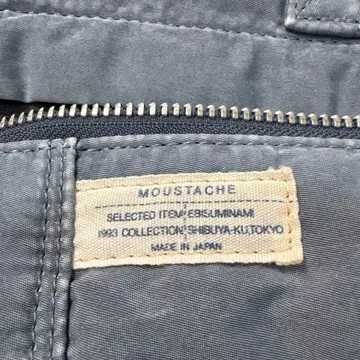 MOUSTACHE
SELECTED ITEM EBISUMINAMI
1993 COLLECTION SHIBUYA-KU,TOKYO
MADE IN JAPAN